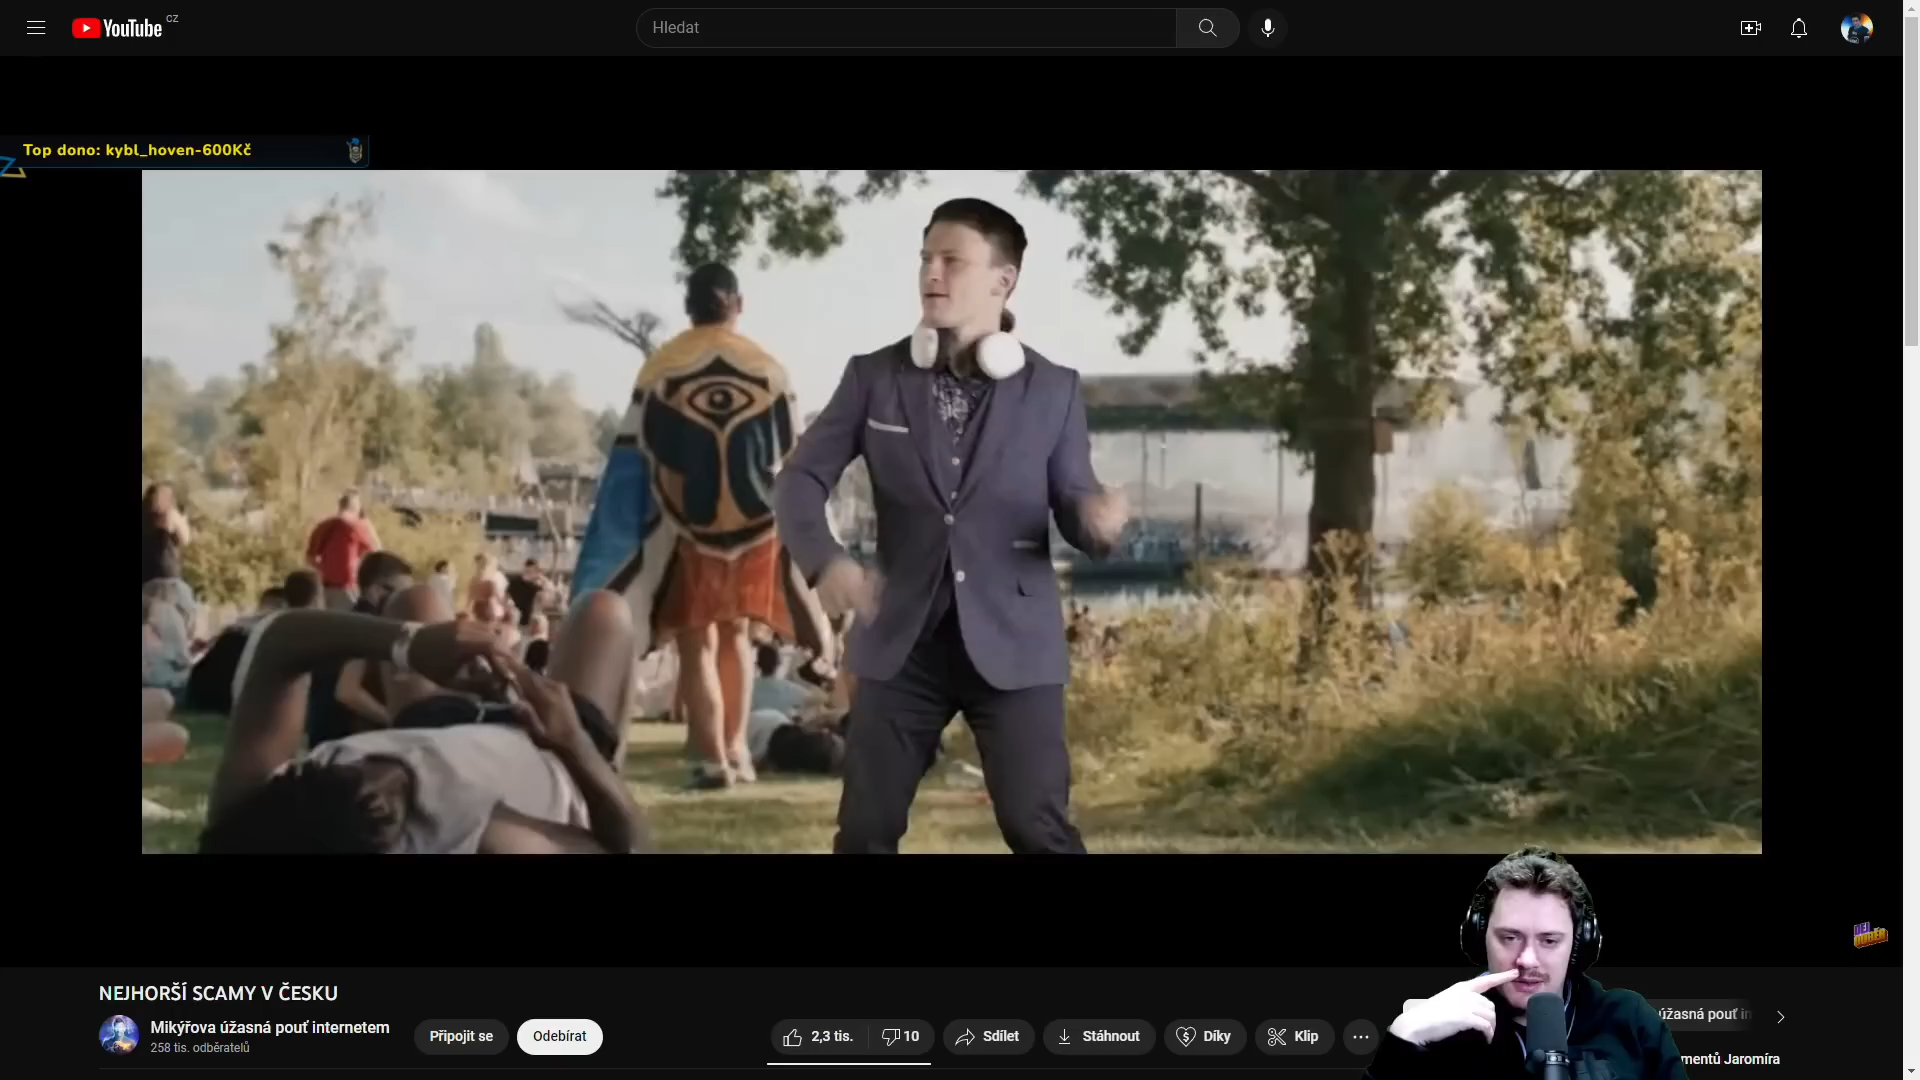 YouTube CZ
Hledat
Top dono: kybl_hoven-600Kč
NEJHORŠÍ SCAMY V ČESKU
Mikýřova úžasná pouť internetem
258 tis. odběratelů
Připojit se
Odebírat
2,3 tis.
10
Sdílet
Stáhnout
Díky
Klip
úžasná pouť in
mentů Jaromíra